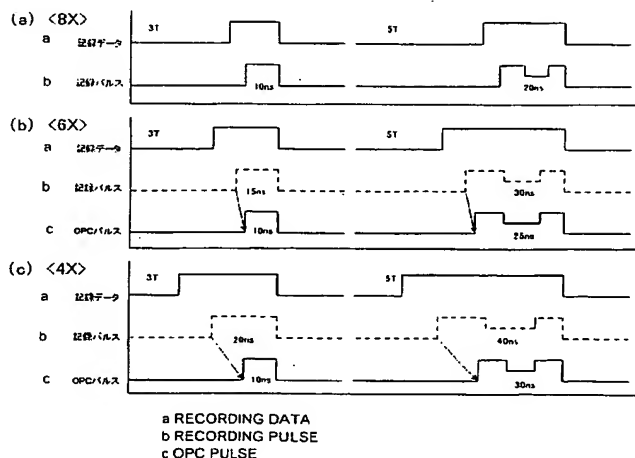 (a) <8X>
3T 5T
a 記録データ
b 記録パルス 10ns 20ns
(b) <6X>
3T 5T
a 記録データ
b 記録パルス 15ns 30ns
c OPCパルス 10ns 25ns
(c) <4X>
3T 5T
a 記録データ
b 記録パルス 20ns 40ns
c OPCパルス 10ns 30ns
a RECORDING DATA
b RECORDING PULSE
c OPC PULSE